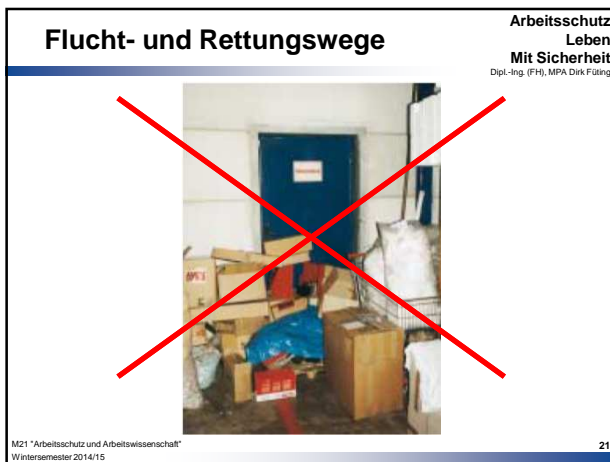 Flucht- und Rettungswege
Arbeitsschutz
Leben
Mit Sicherheit
Dipl.-Ing. (FH), MPA Dirk Füting
M21 "Arbeitsschutz und Arbeitswissenschaft"
Wintersemester 2014/15
21